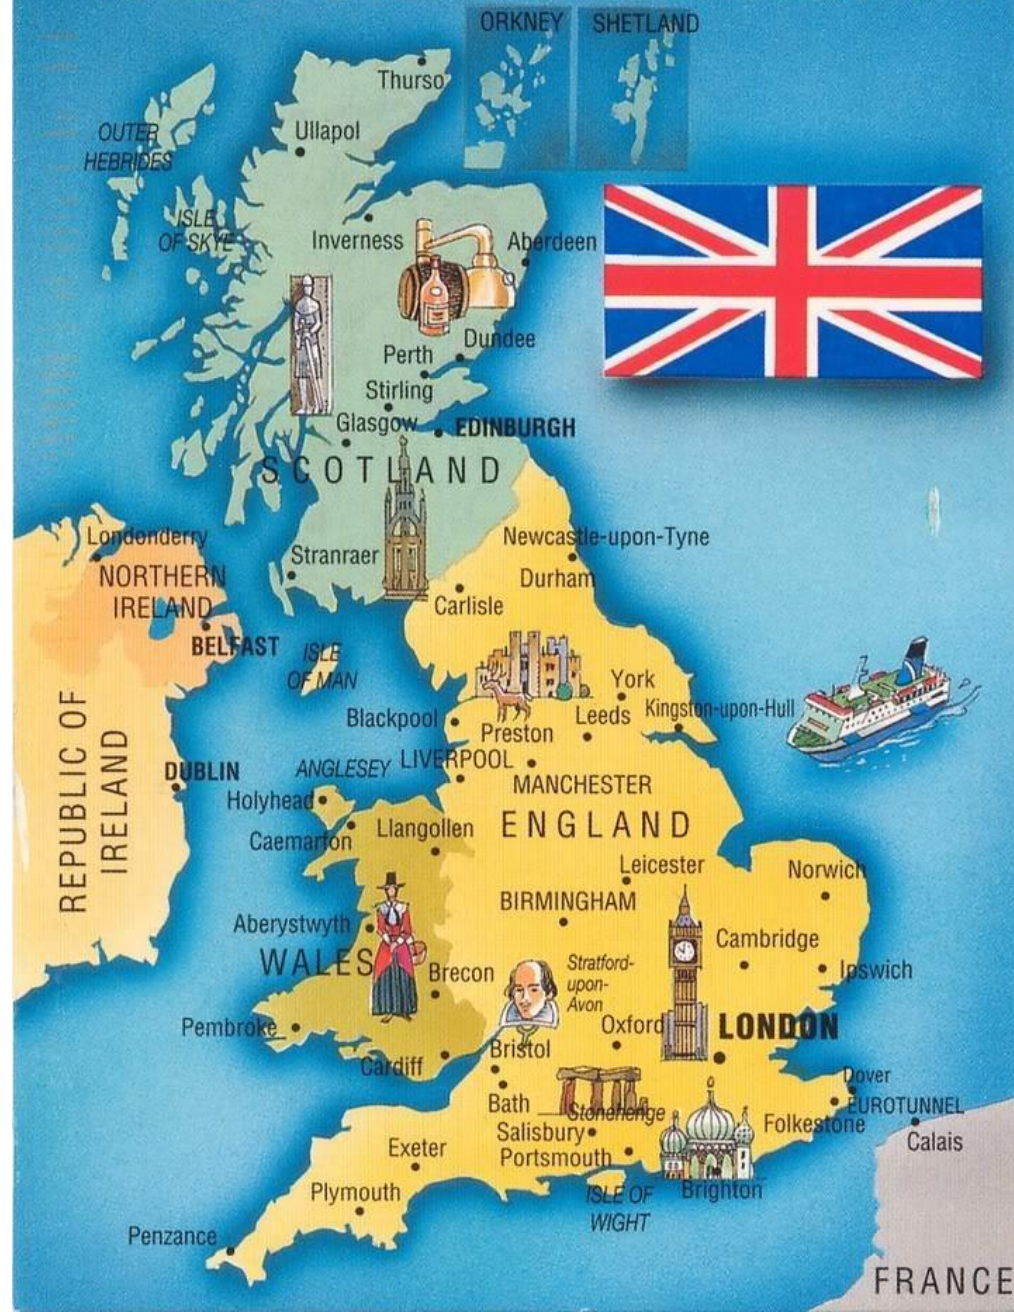 ORKNEY
SHETLAND
Thurso
OUTER
HEBRIDES
Ullapol
ISLE
OF SKYE
Inverness
Aberdeen
Dundee
Perth
Stirling
Glasgow
EDINBURGH
SCOTLAND
Londonderry
NORTHERN
IRELAND
Stranraer
Newcastle-upon-Tyne
Durham
Carlisle
BELFAST
ISLE
OF MAN
York
Blackpool
Leeds
Kingston-upon-Hull
Preston
REPUBLIC OF
IRELAND
DUBLIN
ANGLESEY
LIVERPOOL
MANCHESTER
Holyhead
Caernarfon
Llangollen
ENGLAND
Leicester
Norwich
BIRMINGHAM
Aberystwyth
WALES
Cambridge
Brecon
Stratford-
upon-
Avon
Ipswich
Pembroke
Oxford
LONDON
Cardiff
Bristol
Dover
Bath
Stonehenge
EUROTUNNEL
Folkestone
Salisbury
Calais
Exeter
Portsmouth
Plymouth
ISLE OF
WIGHT
Brighton
Penzance
FRANCE